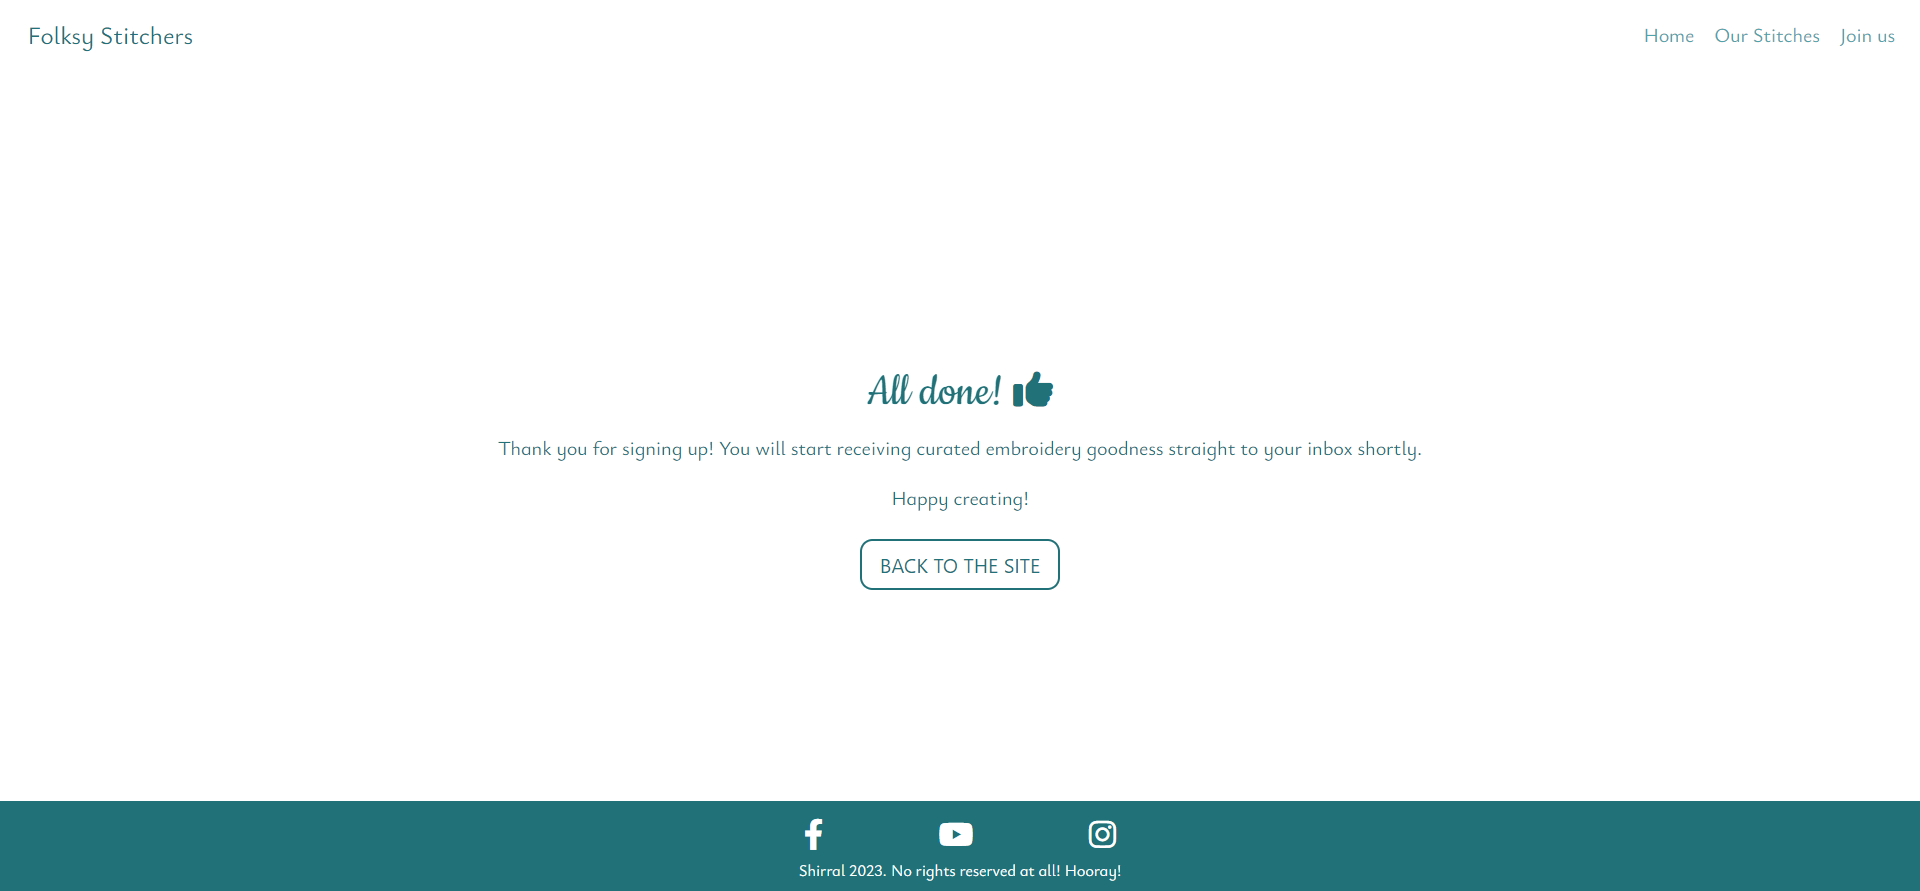 Folksy Stitchers
Home Our Stitches Join us
All done!
Thank you for signing up! You will start receiving curated embroidery goodness straight to your inbox shortly.
Happy creating!
BACK TO THE SITE
Shirral 2023. No rights reserved at all! Hooray!